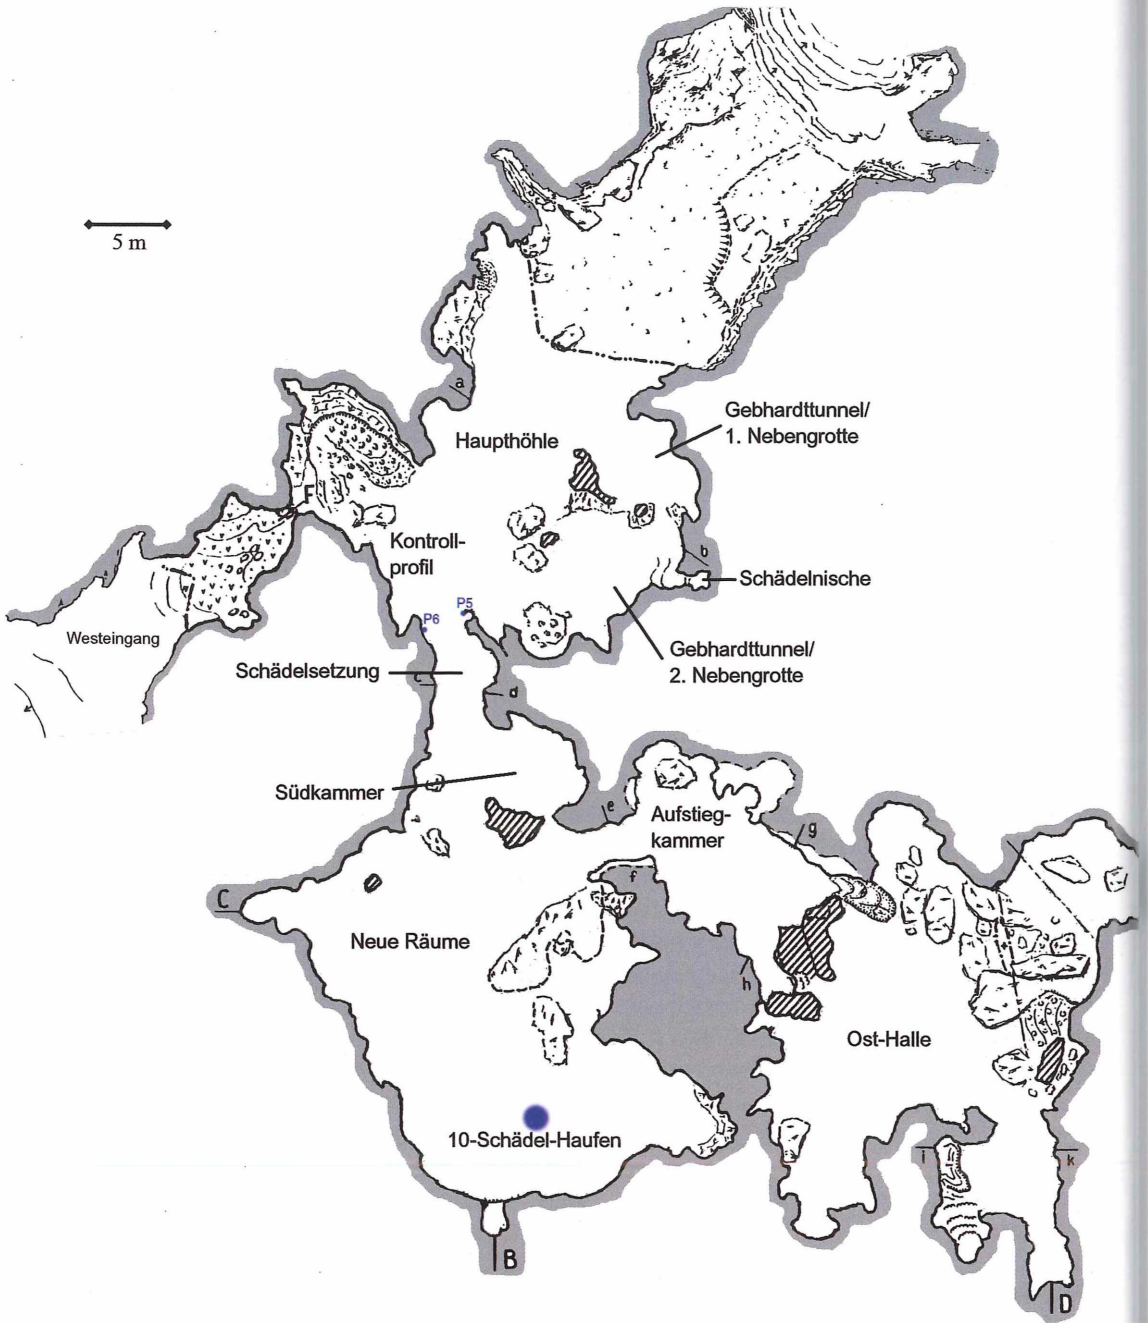 5 m
a
Gebhardttunnel/
1. Nebengrotte
Haupthöhle
F
Kontroll-
profil
b
Schädelnische
P5
P6
Westeingang
Gebhardttunnel/
2. Nebengrotte
Schädelsetzung
c
d
Südkammer
e
Aufstieg-
kammer
g
f
C
Neue Räume
h
Ost-Halle
10-Schädel-Haufen
i
k
B
D